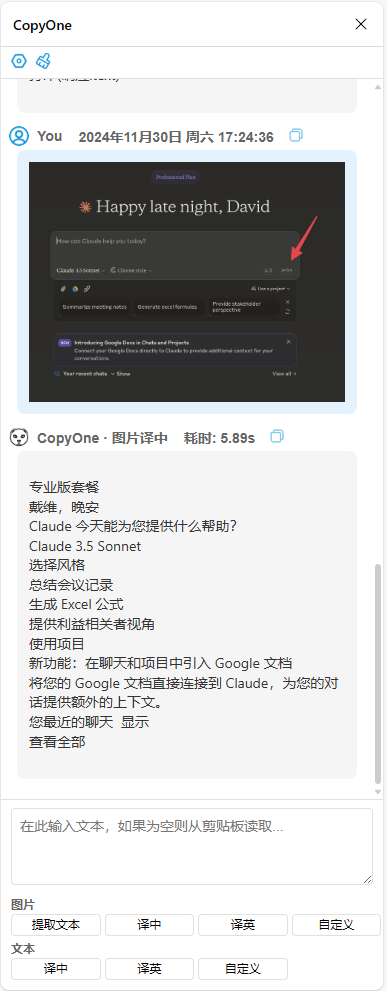 CopyOne
You 2024年11月30日 周六 17:24:36
Professional Plan
Happy late night, David
How can Claude help you today?
Claude 3.5 Sonnet Choose style
Use a project
Summarize meeting notes Generate excel formulas Provide stakeholder perspective
NEW Introducing Google Docs in Chats and Projects
Connect your Google Docs directly to Claude to provide additional context for your conversations.
Your recent chats Show View all
CopyOne · 图片译中 耗时: 5.89s
专业版套餐
戴维，晚安
Claude 今天能为您提供什么帮助？
Claude 3.5 Sonnet
选择风格
总结会议记录
生成 Excel 公式
提供利益相关者视角
使用项目
新功能：在聊天和项目中引入 Google 文档
将您的 Google 文档直接连接到 Claude，为您的对
话提供额外的上下文。
您最近的聊天 显示
查看全部
在此输入文本，如果为空则从剪贴板读取...
图片
提取文本 译中 译英 自定义
文本
译中 译英 自定义